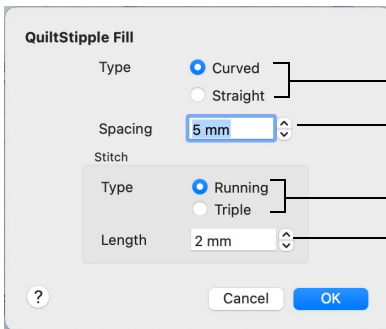 QuiltStipple Fill
Type Curved
Straight
Spacing 5 mm
Stitch
Type Running
Triple
Length 2 mm
? Cancel OK